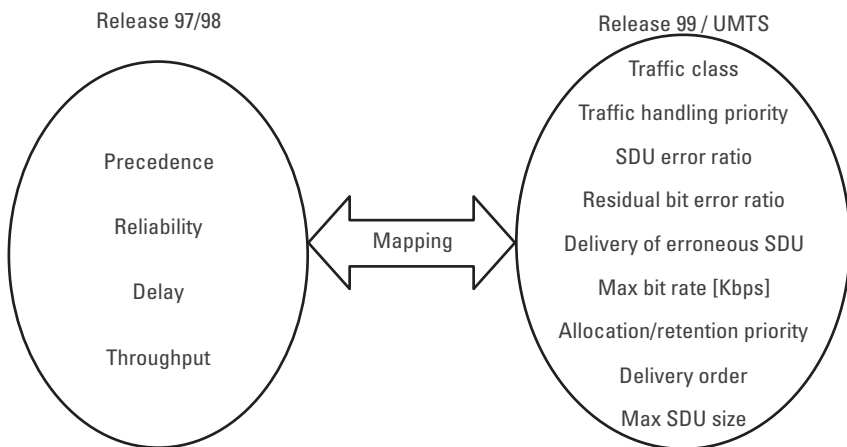 Release 97/98
Release 99 / UMTS
Precedence
Reliability
Delay
Throughput
Mapping
Traffic class
Traffic handling priority
SDU error ratio
Residual bit error ratio
Delivery of erroneous SDU
Max bit rate [Kbps]
Allocation/retention priority
Delivery order
Max SDU size